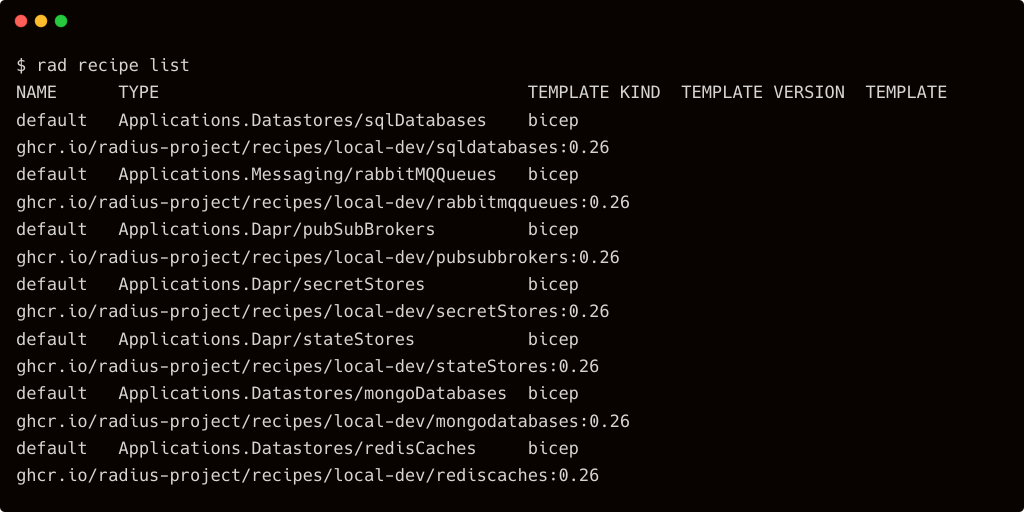 $ rad recipe list
NAME      TYPE                                    TEMPLATE KIND  TEMPLATE VERSION  TEMPLATE
default   Applications.Datastores/sqlDatabases    bicep
ghcr.io/radius-project/recipes/local-dev/sqldatabases:0.26
default   Applications.Messaging/rabbitMQQueues   bicep
ghcr.io/radius-project/recipes/local-dev/rabbitmqqueues:0.26
default   Applications.Dapr/pubSubBrokers         bicep
ghcr.io/radius-project/recipes/local-dev/pubsubbrokers:0.26
default   Applications.Dapr/secretStores          bicep
ghcr.io/radius-project/recipes/local-dev/secretStores:0.26
default   Applications.Dapr/stateStores           bicep
ghcr.io/radius-project/recipes/local-dev/stateStores:0.26
default   Applications.Datastores/mongoDatabases  bicep
ghcr.io/radius-project/recipes/local-dev/mongodatabases:0.26
default   Applications.Datastores/redisCaches     bicep
ghcr.io/radius-project/recipes/local-dev/rediscaches:0.26